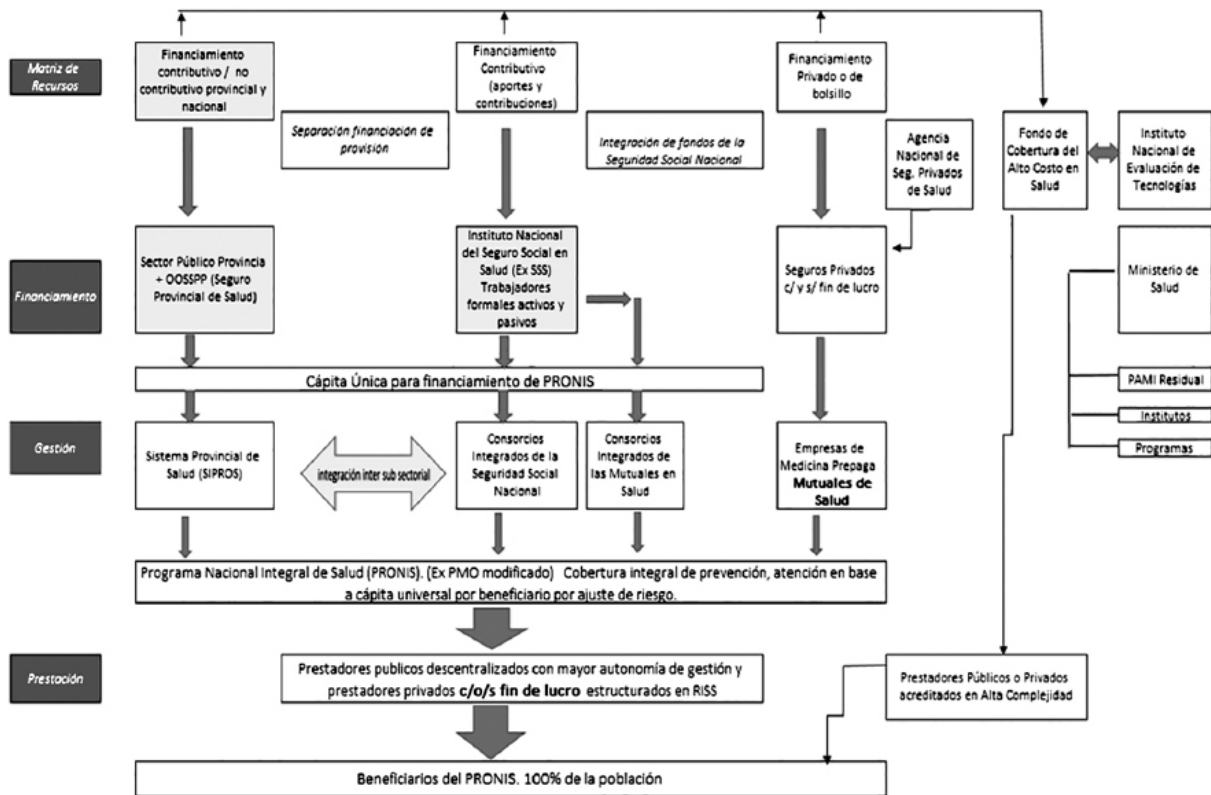 Matriz de
Recursos
Financiamiento
contributivo / no
contributivo provincial y
nacional
Financiamiento
Contributivo
(aportes y
contribuciones)
Financiamiento
Privado o de
bolsillo
Separación financiación de
provisión
Integración de fondos de la
Seguridad Social Nacional
Agencia
Nacional de
Seg. Privados
de Salud
Fondo de
Cobertura del
Alto Costo en
Salud
Instituto
Nacional de
Evaluación de
Tecnologías
Financiamiento
Sector Público Provincia
+ OOSSPP (Seguro
Provincial de Salud)
Instituto Nacional
del Seguro Social en
Salud (Ex SSS)
Trabajadores
formales activos y
pasivos
Seguros Privados
c/ y s/ fin de lucro
Ministerio de
Salud
PAMI Residual
Institutos
Programas
Cápita Única para financiamiento de PRONIS
Gestión
Sistema Provincial de
Salud (SIPROS)
integración inter sub sectorial
Consorcios
Integrados de la
Seguridad Social
Nacional
Consorcios
Integrados de
las Mutuales en
Salud
Empresas de
Medicina Prepaga
Mutuales de
Salud
Programa Nacional Integral de Salud (PRONIS). (Ex PMO modificado) Cobertura integral de prevención, atención en base
a cápita universal por beneficiario por ajuste de riesgo.
Prestación
Prestadores publicos descentralizados con mayor autonomía de gestión y
prestadores privados c/o/s fin de lucro estructurados en RISS
Prestadores Públicos o Privados
acreditados en Alta Complejidad
Beneficiarios del PRONIS. 100% de la población